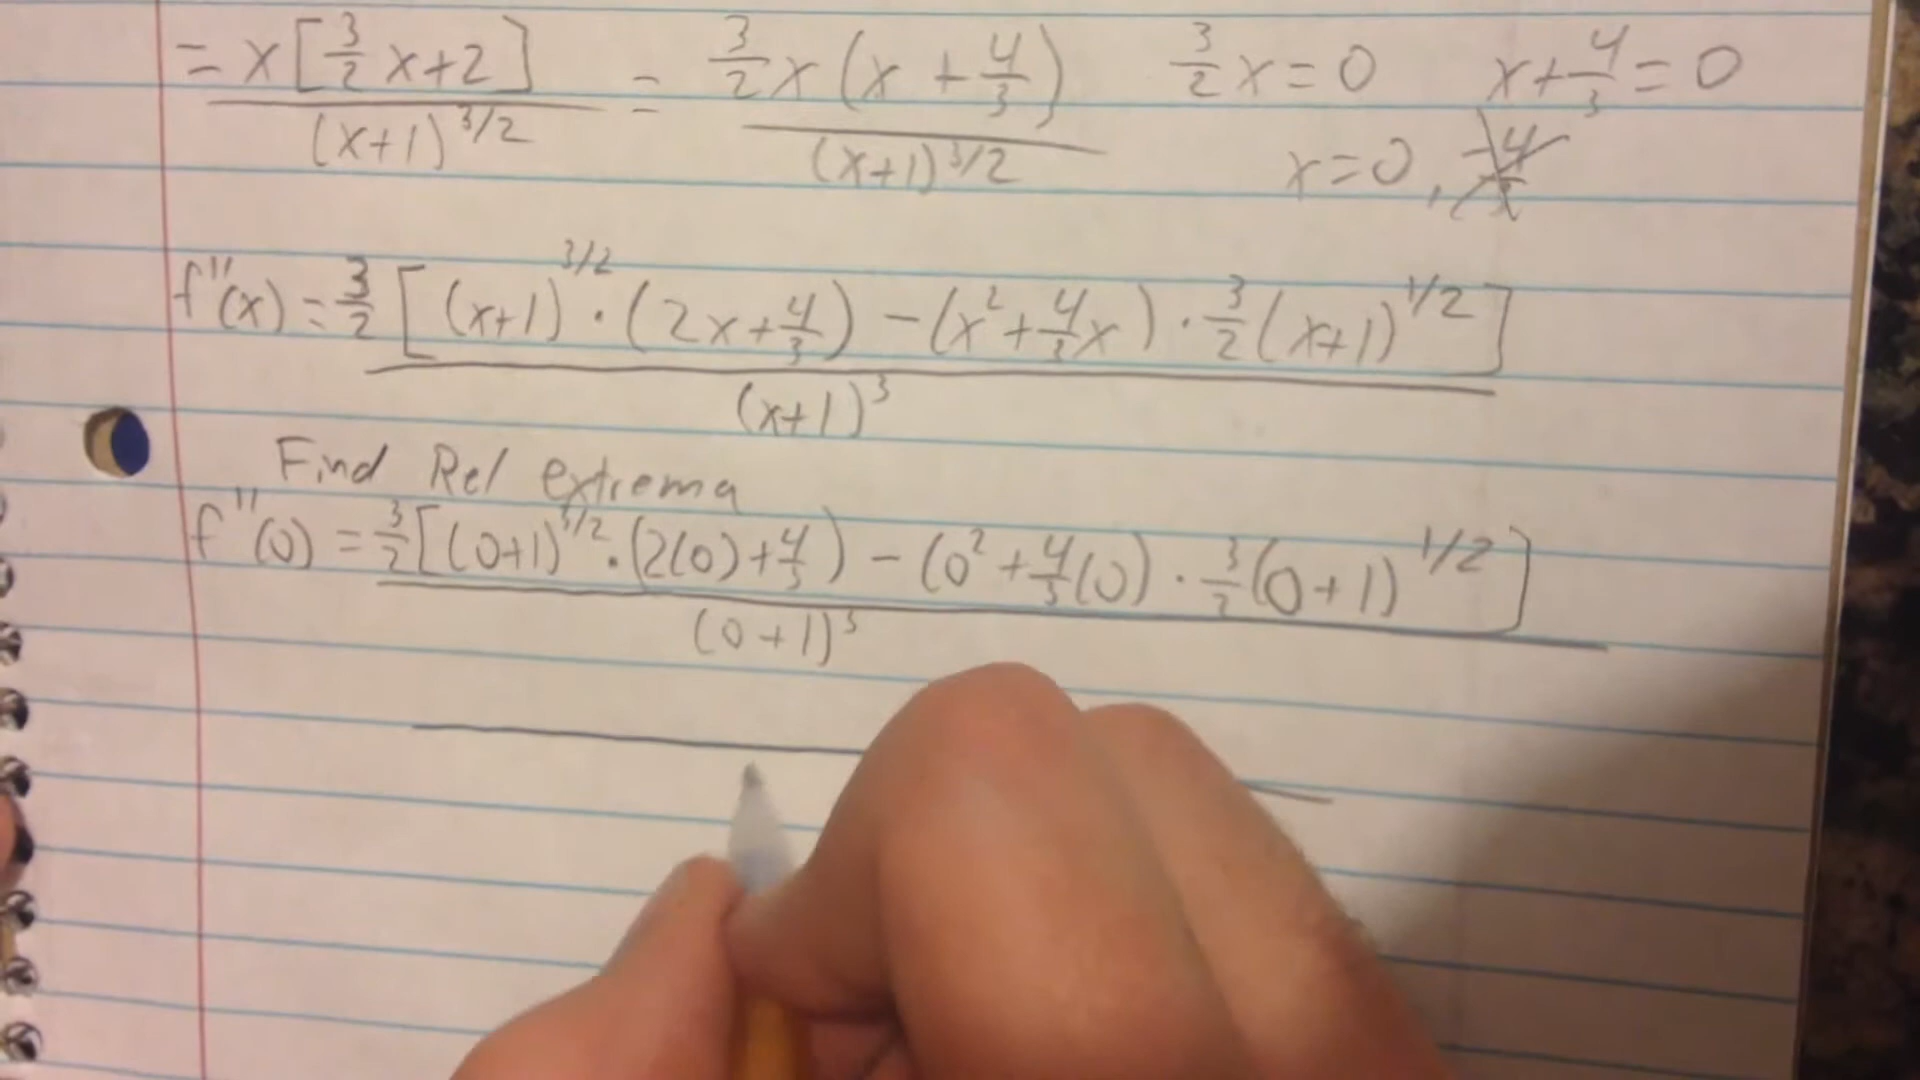 = x[3/2 x+2] / (x+1)^3/2 = 3/2 x(x + 4/3) / (x+1)^3/2   3/2 x = 0   x + 4/3 = 0
x = 0,
f''(x) = 3/2 [(x+1)^3/2 · (2x + 4/3) - (x^2 + 4/3 x) · 3/2 (x+1)^1/2] / (x+1)^3
Find Rel extrema
f''(0) = 3/2 [(0+1)^3/2 · (2(0) + 4/3) - (0^2 + 4/3 (0) · 3/2 (0+1)^1/2] / (0+1)^3